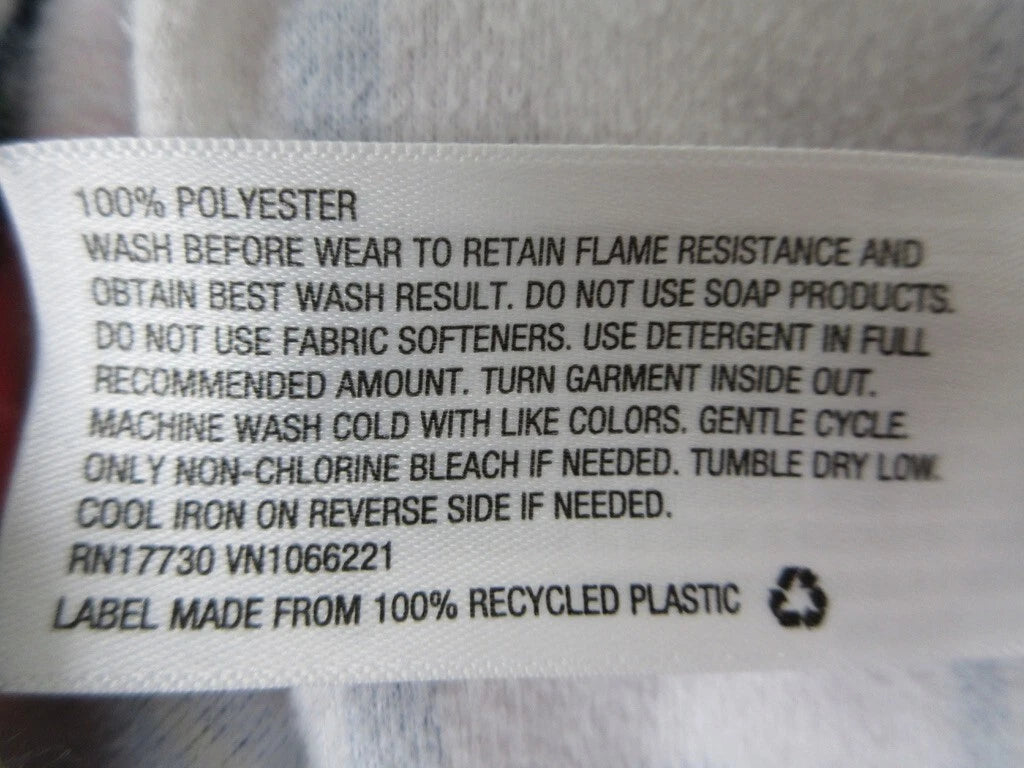 100% POLYESTER
WASH BEFORE WEAR TO RETAIN FLAME RESISTANCE AND
OBTAIN BEST WASH RESULT. DO NOT USE SOAP PRODUCTS.
DO NOT USE FABRIC SOFTENERS. USE DETERGENT IN FULL
RECOMMENDED AMOUNT. TURN GARMENT INSIDE OUT.
MACHINE WASH COLD WITH LIKE COLORS. GENTLE CYCLE.
ONLY NON-CHLORINE BLEACH IF NEEDED. TUMBLE DRY LOW.
COOL IRON ON REVERSE SIDE IF NEEDED.
RN17730 VN1066221
LABEL MADE FROM 100% RECYCLED PLASTIC